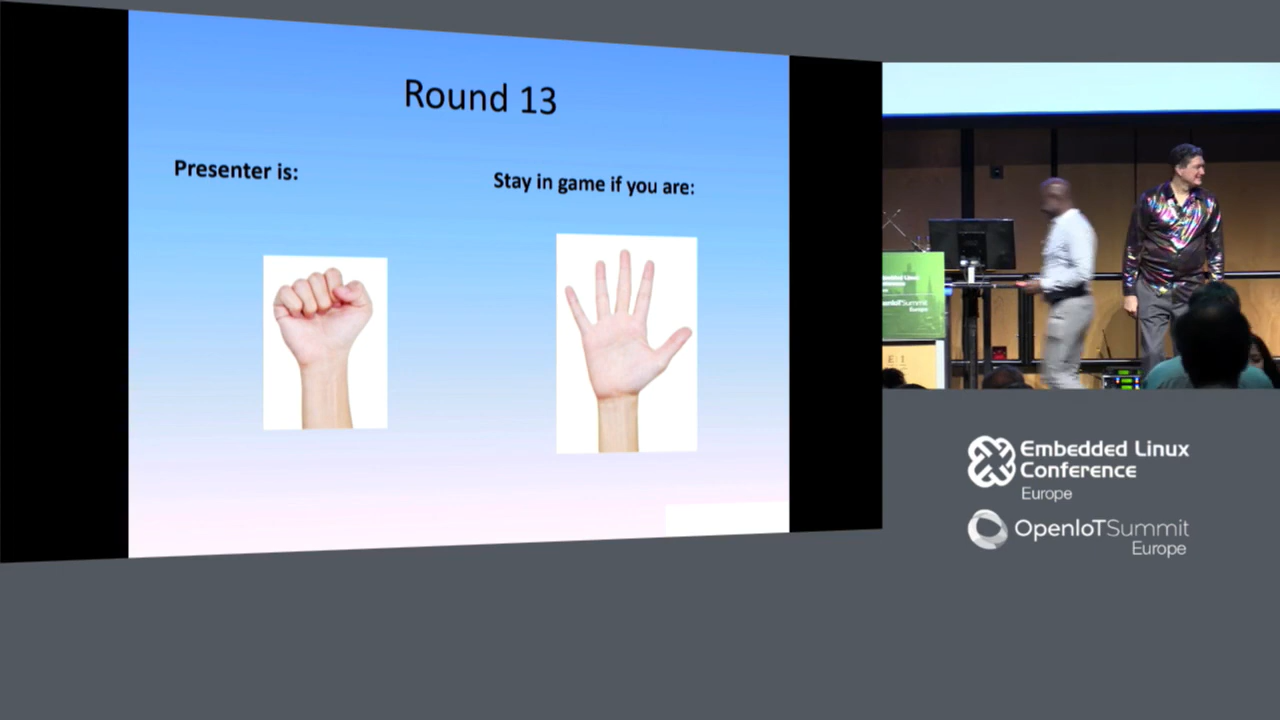 Round 13
Presenter is:
Stay in game if you are:
Embedded Linux
Conference
Europe
OpenIoTSummit
Europe